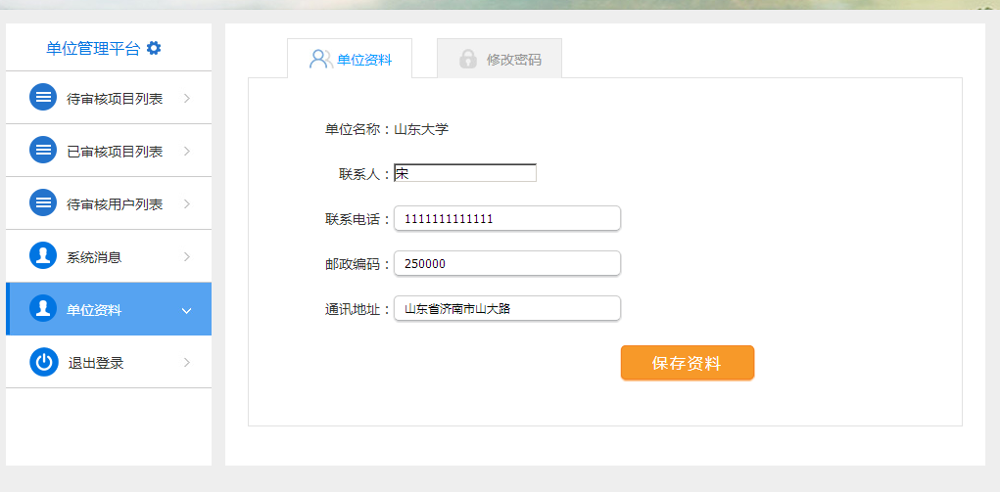 单位管理平台
待审核项目列表
已审核项目列表
待审核用户列表
系统消息
单位资料
退出登录
单位资料
修改密码
单位名称：山东大学
联系人：宋
联系电话：1111111111111
邮政编码：250000
通讯地址：山东省济南市山大路
保存资料